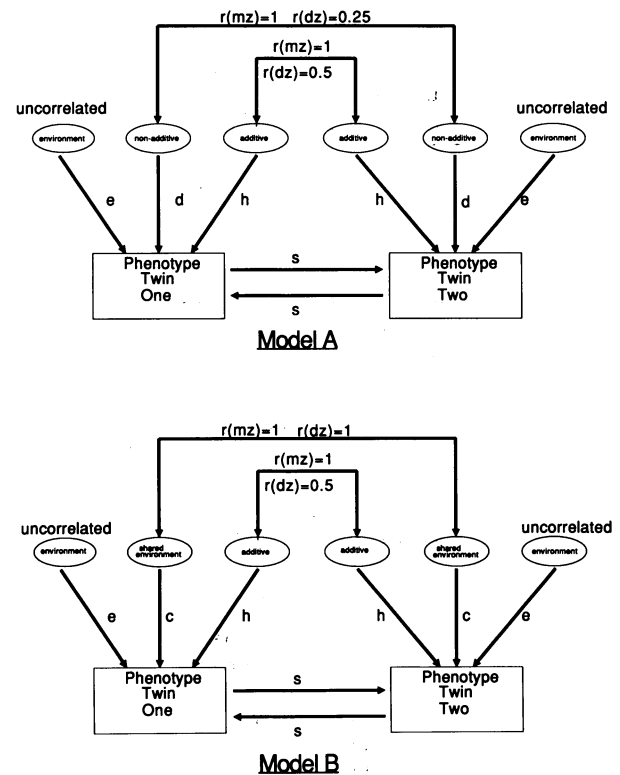 r(mz)=1 r(dz)=0.25
r(mz)=1
r(dz)=0.5
uncorrelated uncorrelated
environment non-additive additive additive non-additive environment
e d h h d e
Phenotype Phenotype
Twin s Twin
One Two
s
Model A
r(mz)=1 r(dz)=1
r(mz)=1
r(dz)=0.5
uncorrelated uncorrelated
environment shared environment additive additive shared environment environment
e c h h c e
Phenotype Phenotype
Twin s Twin
One Two
s
Model B